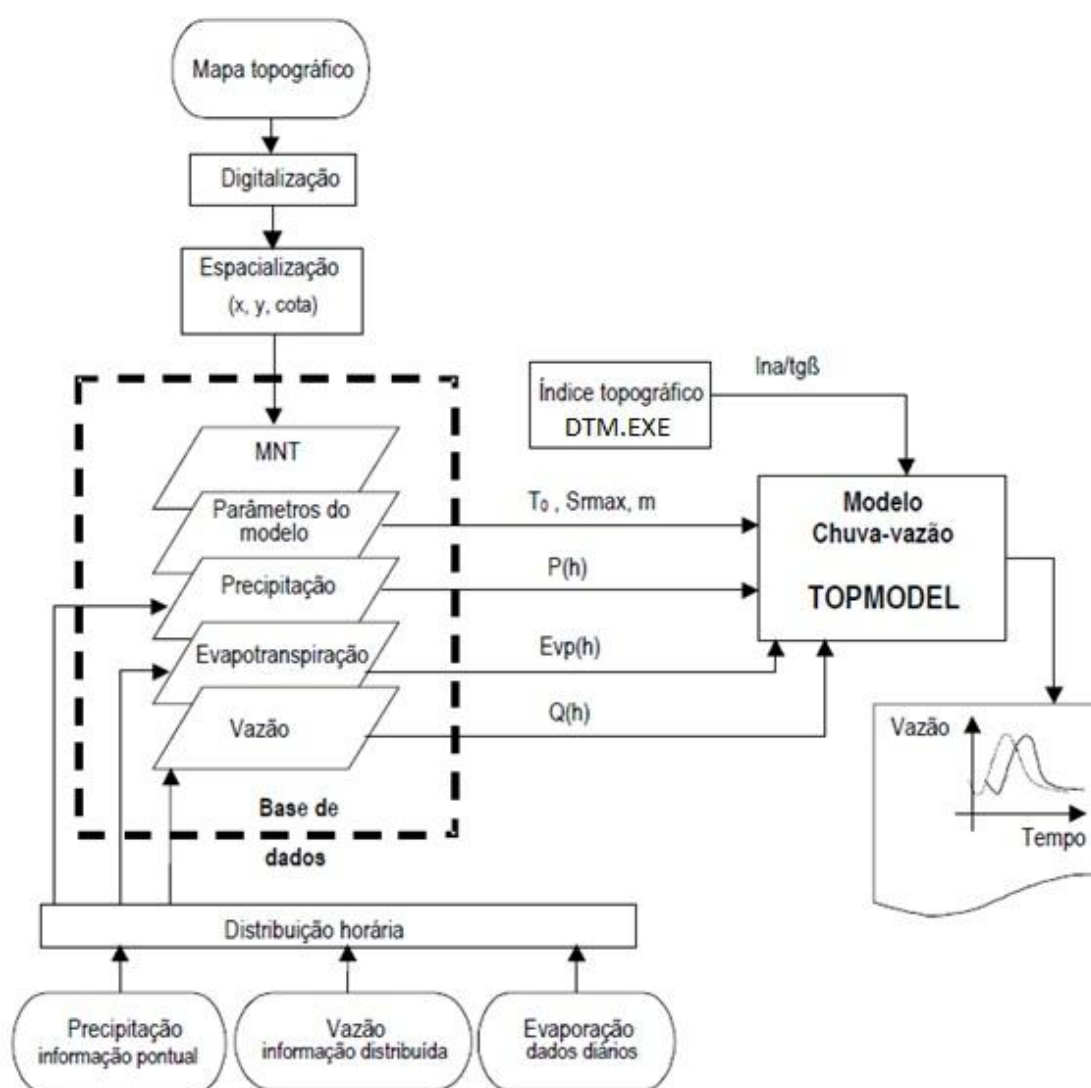 Mapa topográfico
Digitalização
Espacialização
(x, y, cota)
MNT
Parâmetros do
modelo
Precipitação
Evapotranspiração
Vazão
Base de
dados
Índice topográfico
DTM.EXE
lna/tgß
T₀ , Srmax, m
P(h)
Evp(h)
Q(h)
Modelo
Chuva-vazão
TOPMODEL
Vazão
Tempo
Distribuição horária
Precipitação
informação pontual
Vazão
informação distribuída
Evaporação
dados diários